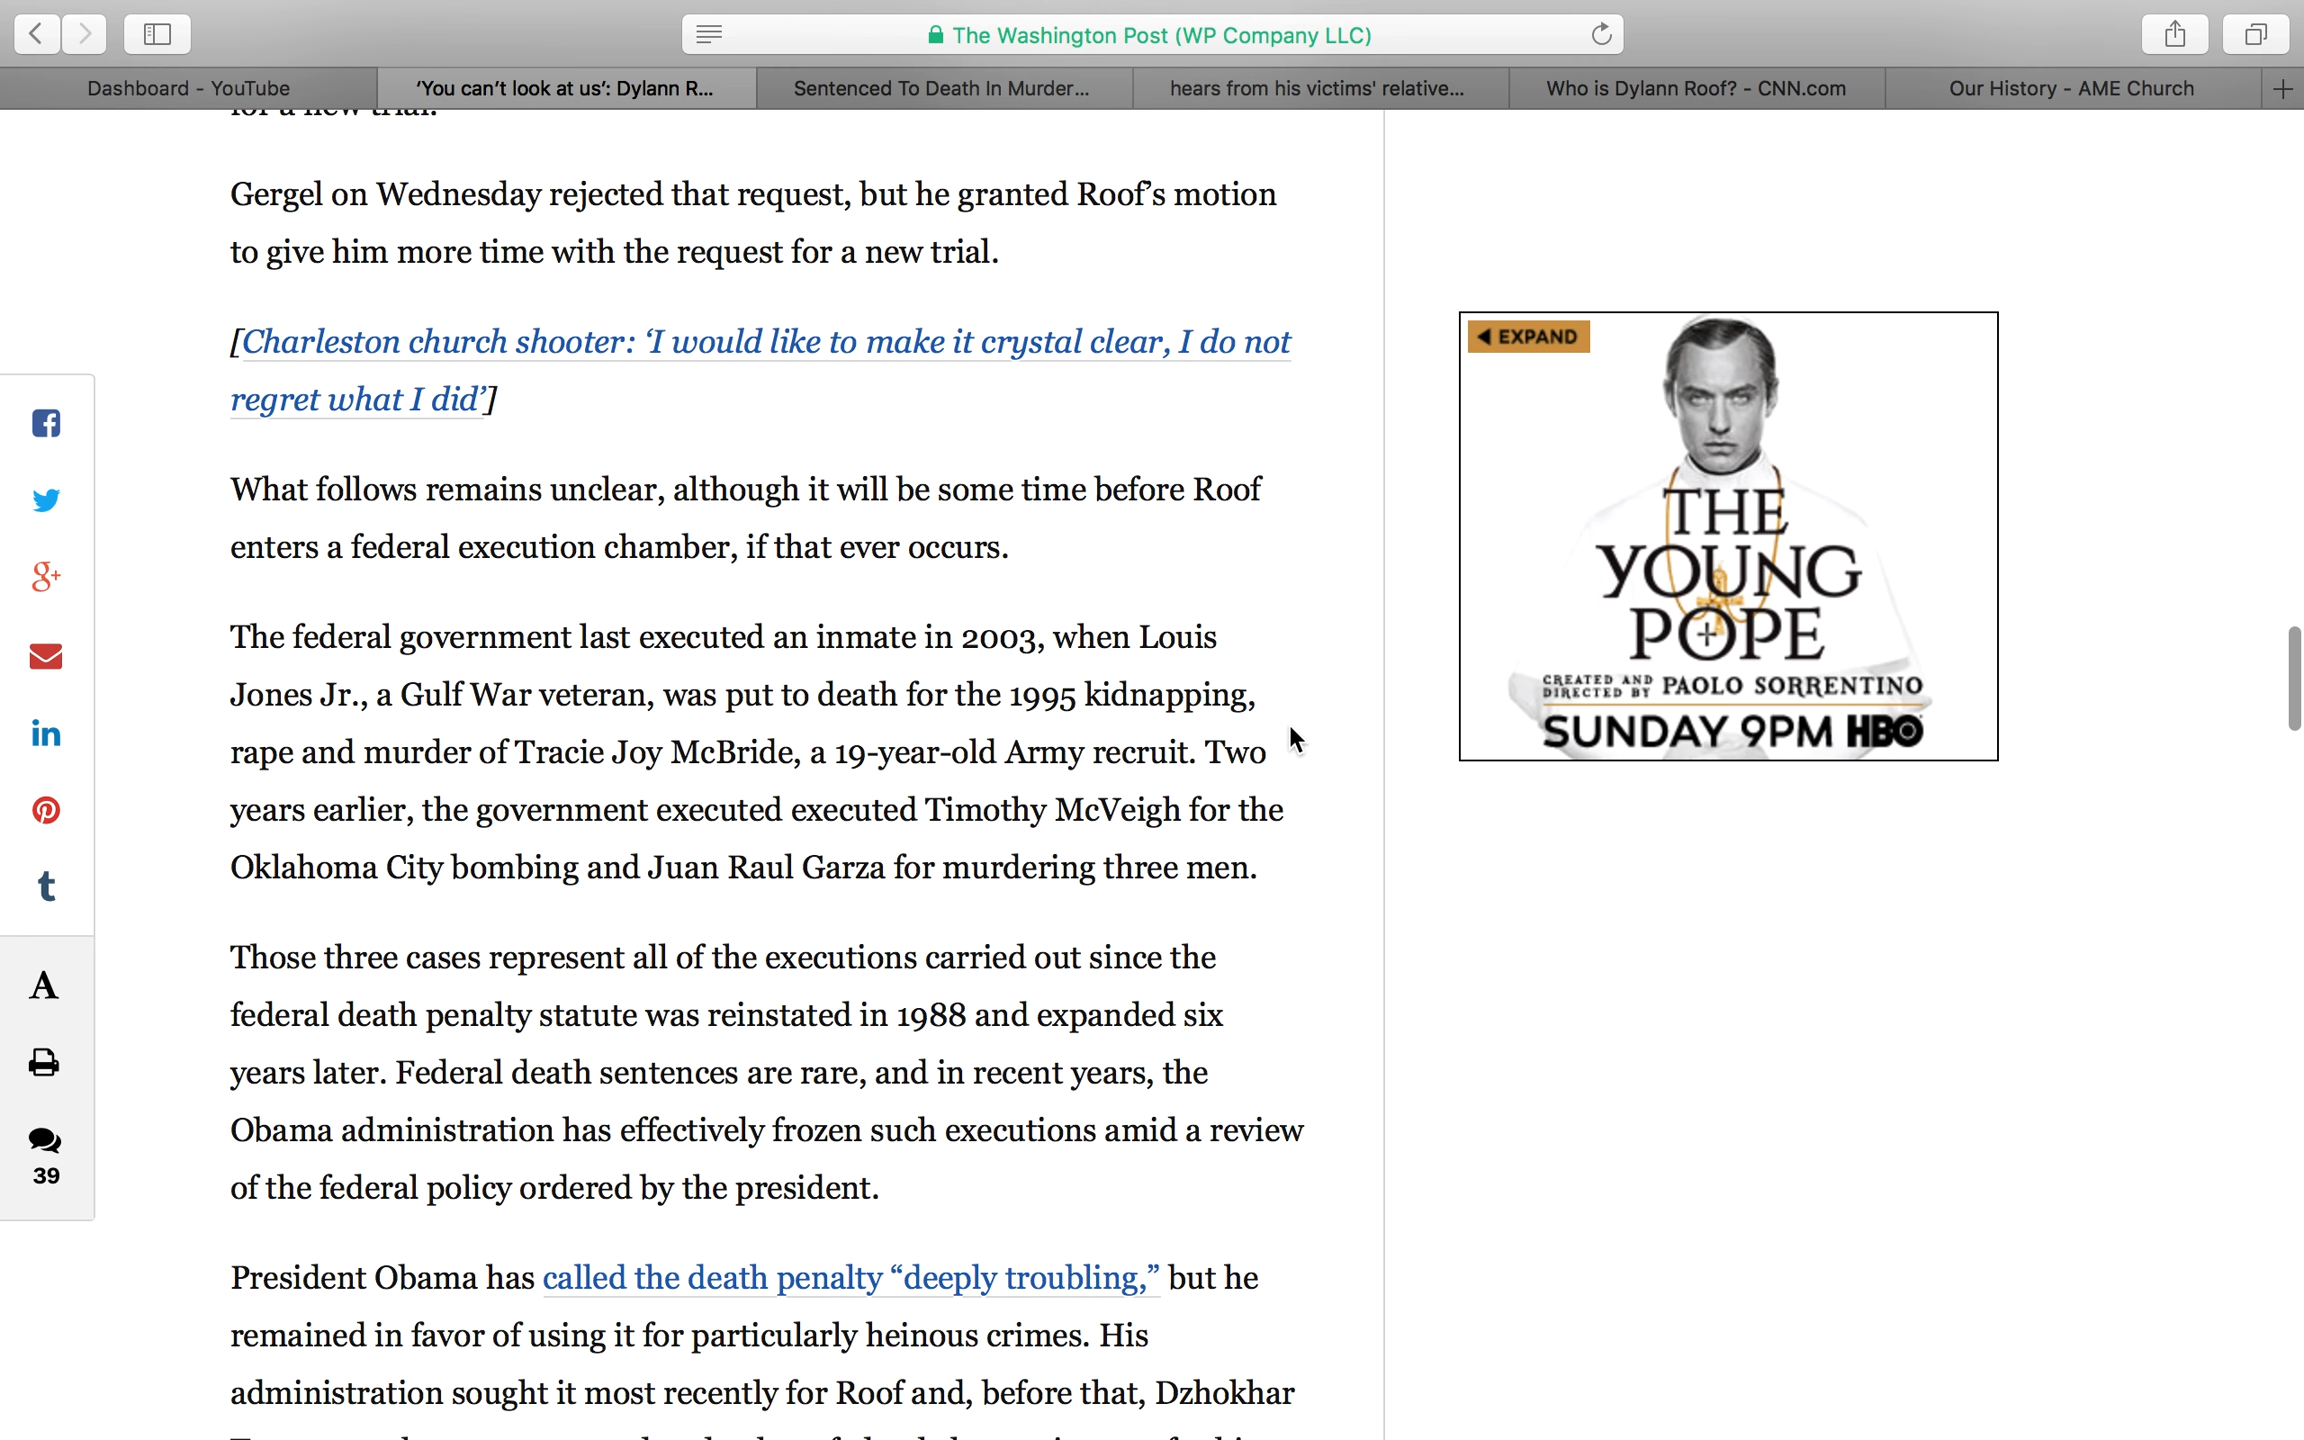 The Washington Post (WP Company LLC)
Dashboard - YouTube
‘You can’t look at us’: Dylann R...
Sentenced To Death In Murder...
hears from his victims' relative...
Who is Dylann Roof? - CNN.com
Our History - AME Church
for a new trial.
Gergel on Wednesday rejected that request, but he granted Roof’s motion
to give him more time with the request for a new trial.
[Charleston church shooter: ‘I would like to make it crystal clear, I do not
regret what I did’]
What follows remains unclear, although it will be some time before Roof
enters a federal execution chamber, if that ever occurs.
The federal government last executed an inmate in 2003, when Louis
Jones Jr., a Gulf War veteran, was put to death for the 1995 kidnapping,
rape and murder of Tracie Joy McBride, a 19-year-old Army recruit. Two
years earlier, the government executed executed Timothy McVeigh for the
Oklahoma City bombing and Juan Raul Garza for murdering three men.
Those three cases represent all of the executions carried out since the
federal death penalty statute was reinstated in 1988 and expanded six
years later. Federal death sentences are rare, and in recent years, the
Obama administration has effectively frozen such executions amid a review
of the federal policy ordered by the president.
President Obama has called the death penalty “deeply troubling,” but he
remained in favor of using it for particularly heinous crimes. His
administration sought it most recently for Roof and, before that, Dzhokhar
g+
in
t
A
39
EXPAND
THE
YOUNG
POPE
CREATED AND
DIRECTED BY PAOLO SORRENTINO
SUNDAY 9PM HBO